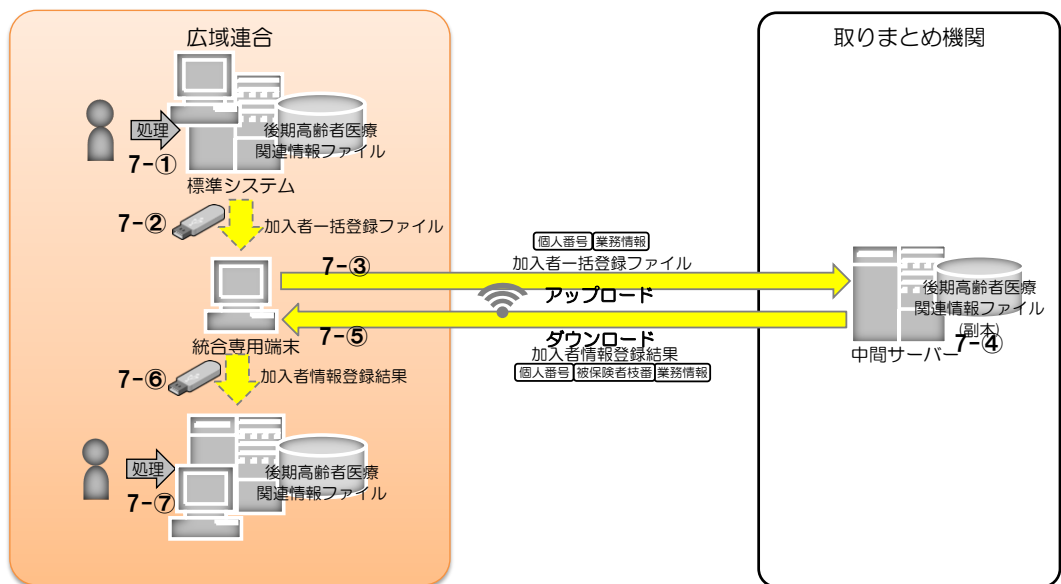 広域連合
取りまとめ機関
処理
7-①
後期高齢者医療
関連情報ファイル
標準システム
7-②
加入者一括登録ファイル
個人番号 業務情報
7-③
加入者一括登録ファイル
アップロード
後期高齢者医療
関連情報ファイル
(副本)
7-④
中間サーバー
統合専用端末
7-⑤
ダウンロード
加入者情報登録結果
個人番号 被保険者枝番 業務情報
7-⑥
加入者情報登録結果
処理
7-⑦
後期高齢者医療
関連情報ファイル